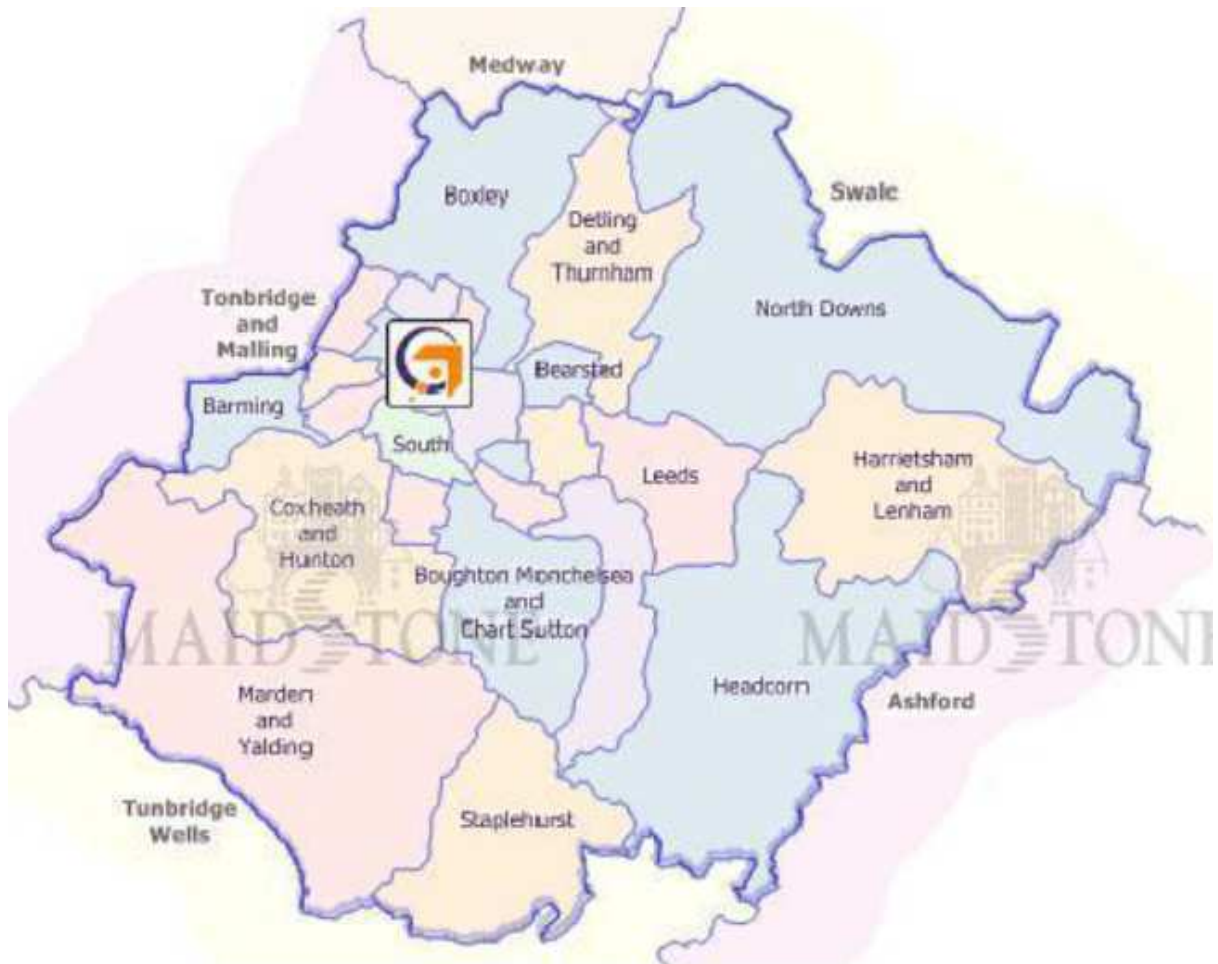 Medway
Boxley
Swale
Detling
and
Thurnham
Tonbridge
and
Malling
North Downs
Bearsted
Barming
South
Leeds
Harrietsham
and
Lenham
Coxheath
and
Hunton
Boughton Monchelsea
and
Chart Sutton
MAIDSTONE
MAIDSTONE
Headcorn
Ashford
Marden
and
Yalding
Tunbridge
Wells
Staplehurst